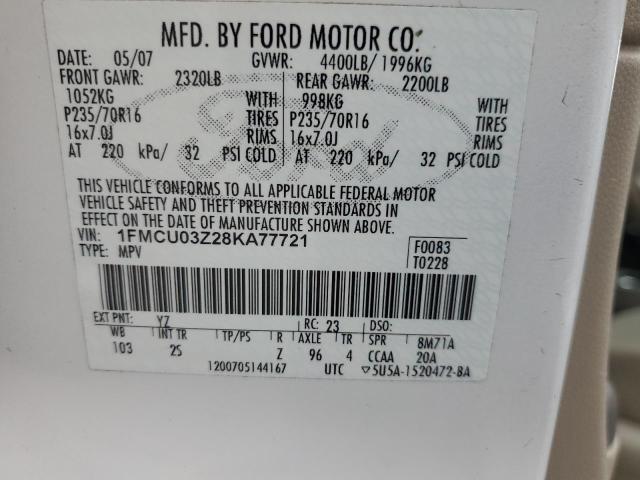 MFD. BY FORD MOTOR CO.
DATE: 05/07 GVWR: 4400LB/ 1996KG
FRONT GAWR: 2320LB REAR GAWR: 2200LB
1052KG WITH 998KG WITH
P235/70R16 TIRES P235/70R16 TIRES
16x7.0J RIMS 16x7.0J RIMS
AT 220 kPa/ 32 PSI COLD AT 220 kPa/ 32 PSI COLD
Ford
THIS VEHICLE CONFORMS TO ALL APPLICABLE FEDERAL MOTOR
VEHICLE SAFETY AND THEFT PREVENTION STANDARDS IN
EFFECT ON THE DATE OF MANUFACTURE SHOWN ABOVE.
VIN: 1FMCU03Z28KA77721 F0083
TYPE: MPV T0228
EXT PNT: YZ RC: 23 DSO:
WB INT TR TP/PS R AXLE TR SPR 8M71A
103 25 Z 96 4 CCAA 20A
1200705144167 UTC ▽5U5A-1520472-BA